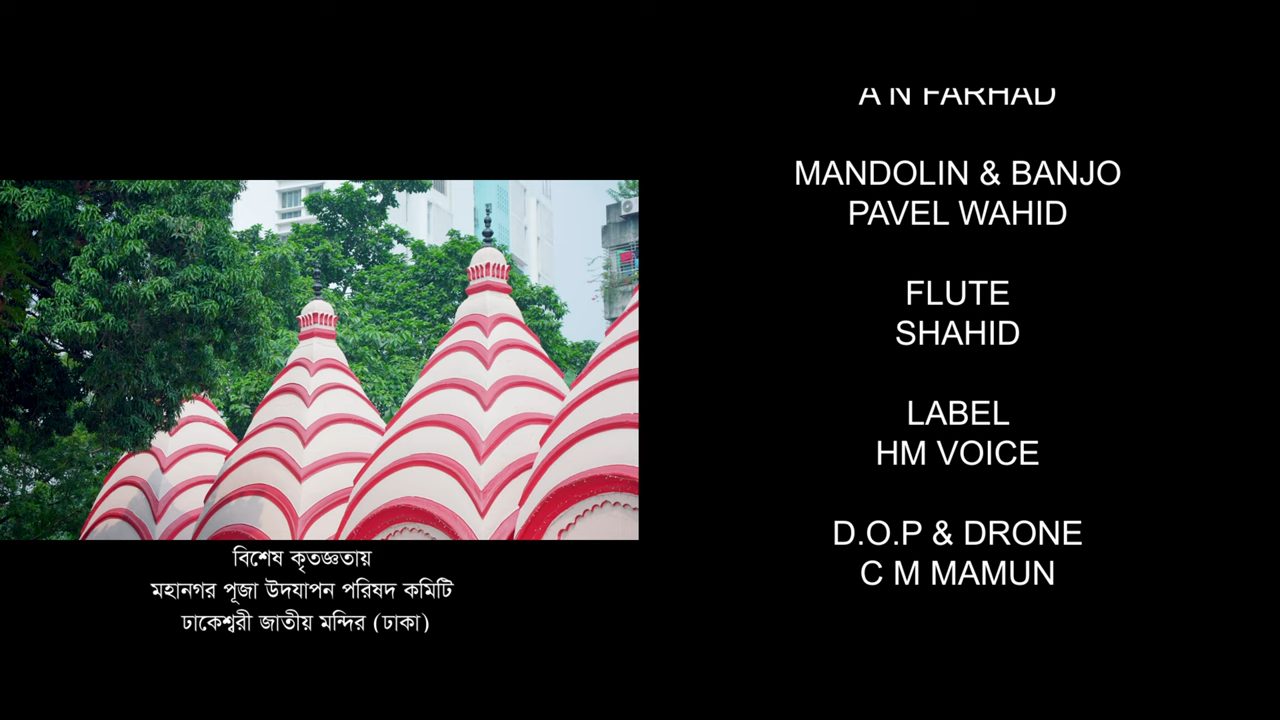 A N FARHAD
MANDOLIN & BANJO
PAVEL WAHID
FLUTE
SHAHID
LABEL
HM VOICE
D.O.P & DRONE
C M MAMUN
বিশেষ কৃতজ্ঞতায়
মহানগর পূজা উদযাপন পরিষদ কমিটি
ঢাকেশ্বরী জাতীয় মন্দির (ঢাকা)